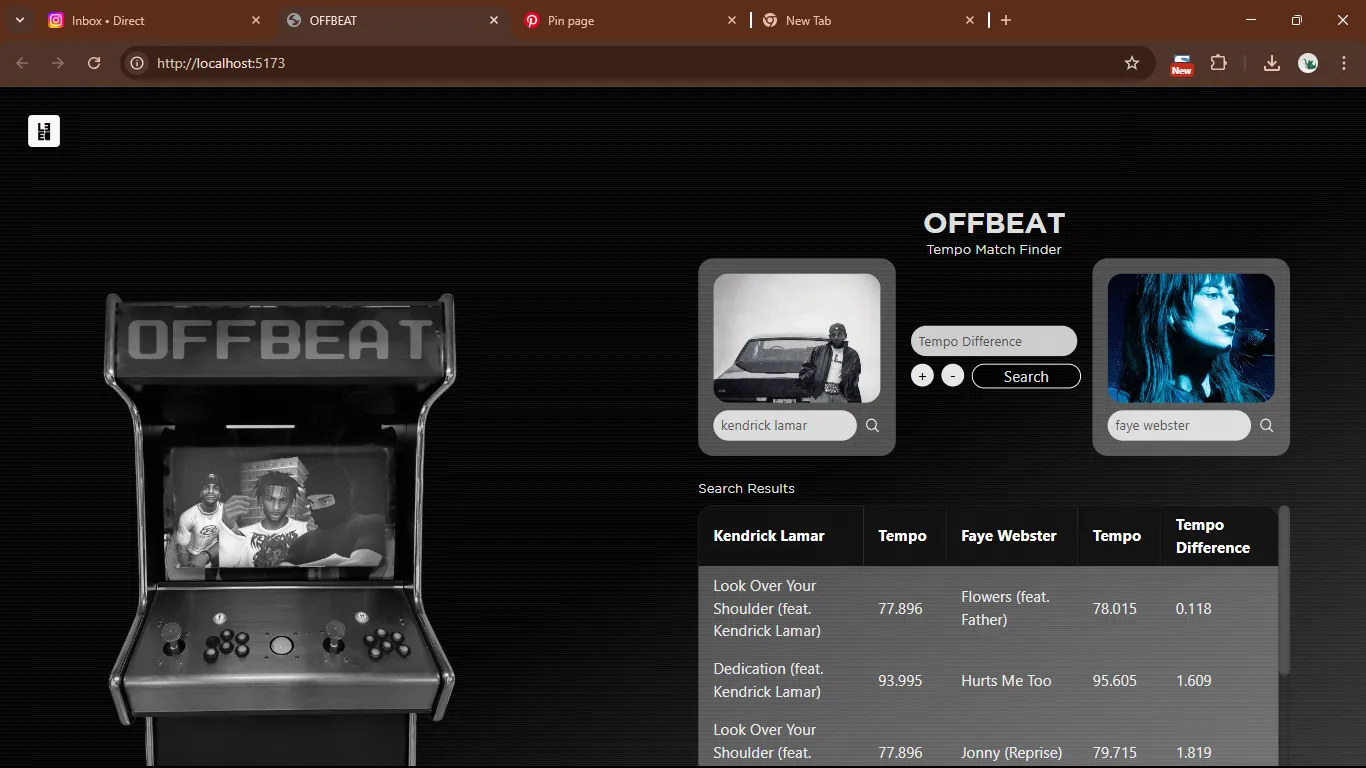 Inbox • Direct
OFFBEAT
Pin page
New Tab
http://localhost:5173
New
OFFBEAT
Tempo Match Finder
OFFBEAT
Tempo Difference
+ - Search
kendrick lamar
faye webster
Search Results
Kendrick Lamar Tempo Faye Webster Tempo Tempo
Difference
Look Over Your
Shoulder (feat.
Kendrick Lamar) 77.896 Flowers (feat.
Father) 78.015 0.118
Dedication (feat.
Kendrick Lamar) 93.995 Hurts Me Too 95.605 1.609
Look Over Your
Shoulder (feat. 77.896 Jonny (Reprise) 79.715 1.819